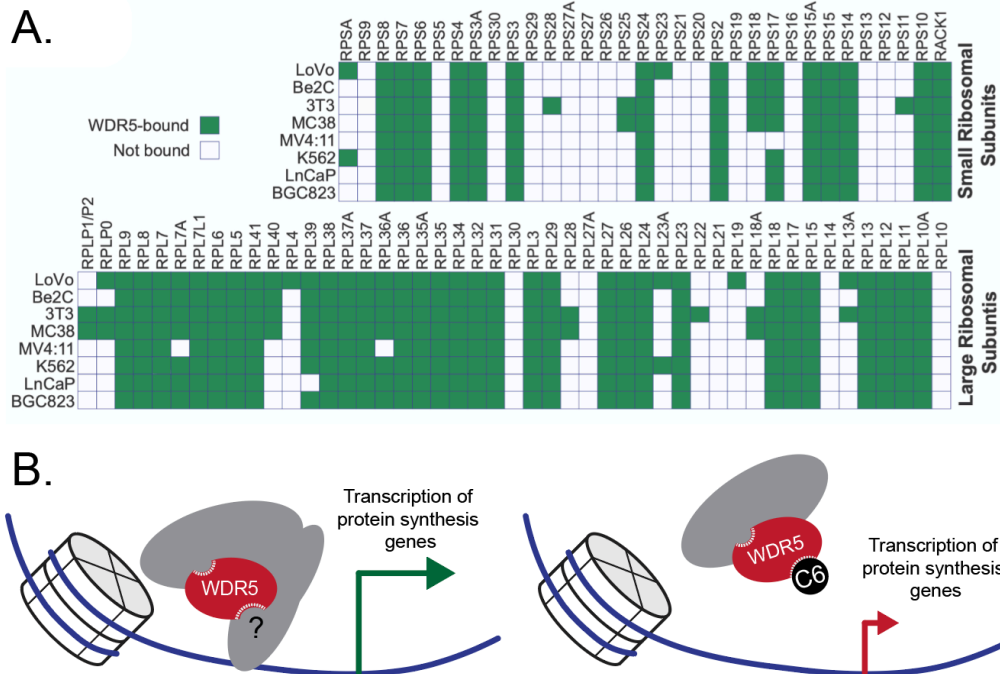 A.
RPSA
RPS9
RPS8
RPS7
RPS6
RPS5
RPS4
RPS3A
RPS30
RPS3
RPS29
RPS28
RPS27A
RPS27
RPS26
RPS25
RPS24
RPS23
RPS21
RPS20
RPS2
RPS19
RPS18
RPS17
RPS16
RPS15A
RPS15
RPS14
RPS13
RPS12
RPS11
RPS10
RACK1
WDR5-bound
Not bound
LoVo
Be2C
3T3
MC38
MV4:11
K562
LnCaP
BGC823
Small Ribosomal
Subunits
RPLP1/P2
RPLP0
RPL9
RPL8
RPL7
RPL7A
RPL7L1
RPL6
RPL5
RPL41
RPL40
RPL4
RPL39
RPL38
RPL37A
RPL37
RPL36A
RPL36
RPL35A
RPL35A
RPL34
RPL32
RPL31
RPL30
RPL3
RPL29
RPL28
RPL27A
RPL27
RPL26
RPL24
RPL23A
RPL23
RPL22
RPL21
RPL19
RPL18A
RPL18
RPL17
RPL15
RPL14
RPL13A
RPL13
RPL12
RPL11
RPL10A
RPL10
LoVo
Be2C
3T3
MC38
MV4:11
K562
LnCaP
BGC823
Large Ribosomal
Subuntis
B.
WDR5
?
Transcription of
protein synthesis
genes
WDR5
C6
Transcription of
protein synthesis
genes